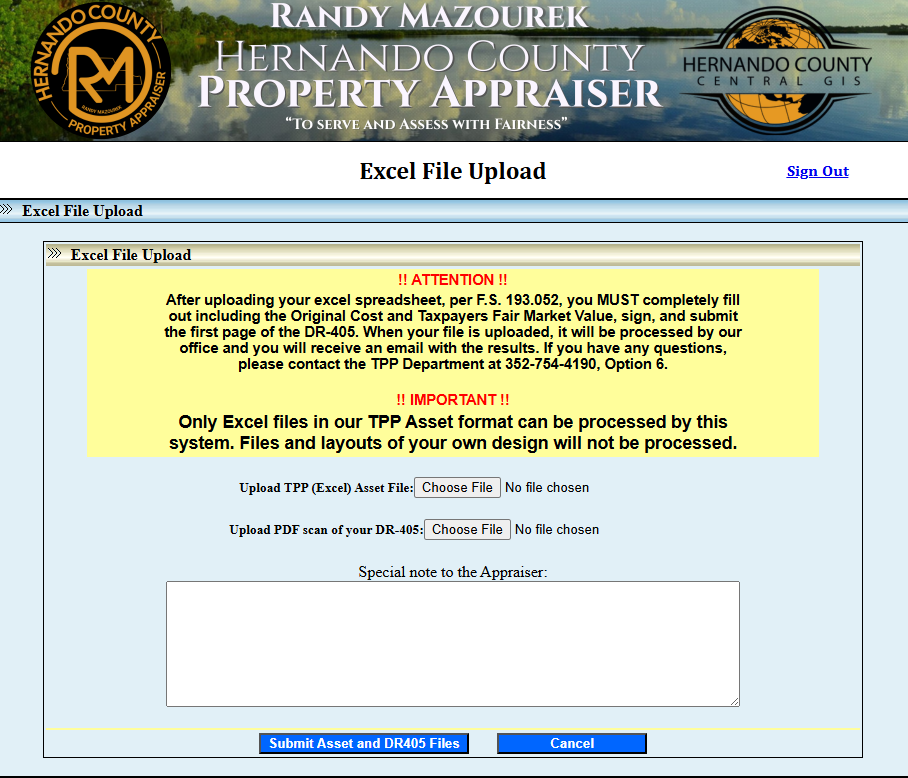 HERNANDO COUNTY
RM
RANDY MAZOUREK
PROPERTY APPRAISER
RANDY MAZOUREK
HERNANDO COUNTY
PROPERTY APPRAISER
“TO SERVE AND ASSESS WITH FAIRNESS”
HERNANDO COUNTY
CENTRAL GIS
Excel File Upload
Sign Out
Excel File Upload
Excel File Upload
!! ATTENTION !!
After uploading your excel spreadsheet, per F.S. 193.052, you MUST completely fill
out including the Original Cost and Taxpayers Fair Market Value, sign, and submit
the first page of the DR-405. When your file is uploaded, it will be processed by our
office and you will receive an email with the results. If you have any questions,
please contact the TPP Department at 352-754-4190, Option 6.
!! IMPORTANT !!
Only Excel files in our TPP Asset format can be processed by this
system. Files and layouts of your own design will not be processed.
Upload TPP (Excel) Asset File: Choose File No file chosen
Upload PDF scan of your DR-405: Choose File No file chosen
Special note to the Appraiser:
Submit Asset and DR405 Files Cancel